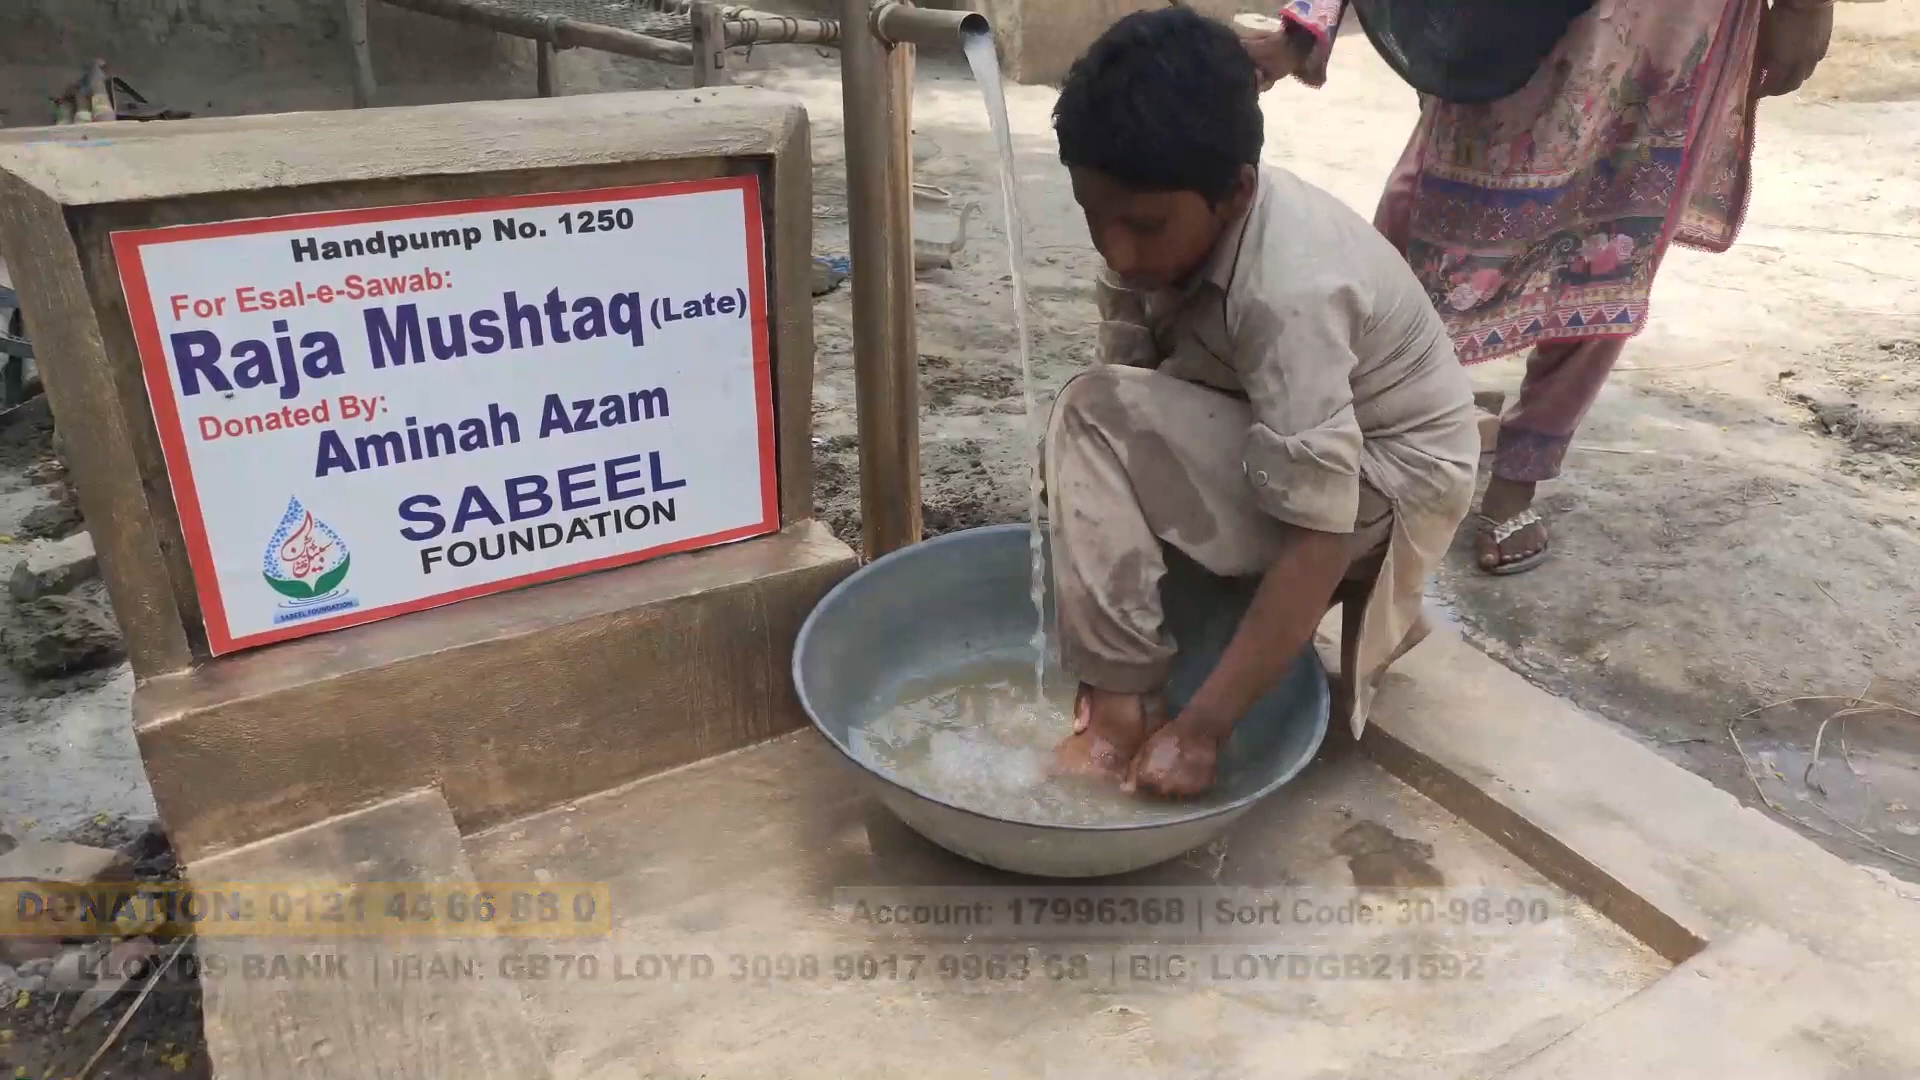 Handpump No. 1250
For Esal-e-Sawab:
Raja Mushtaq (Late)
Donated By:
Aminah Azam
SABEEL
FOUNDATION
سبیل
SABEEL FOUNDATION
DONATION: 0121 44 66 88 0
Account: 17996368 | Sort Code: 30-98-90
LLOYDS BANK | IBAN: GB70 LOYD 3098 9017 9963 68 | BIC: LOYDGB21592